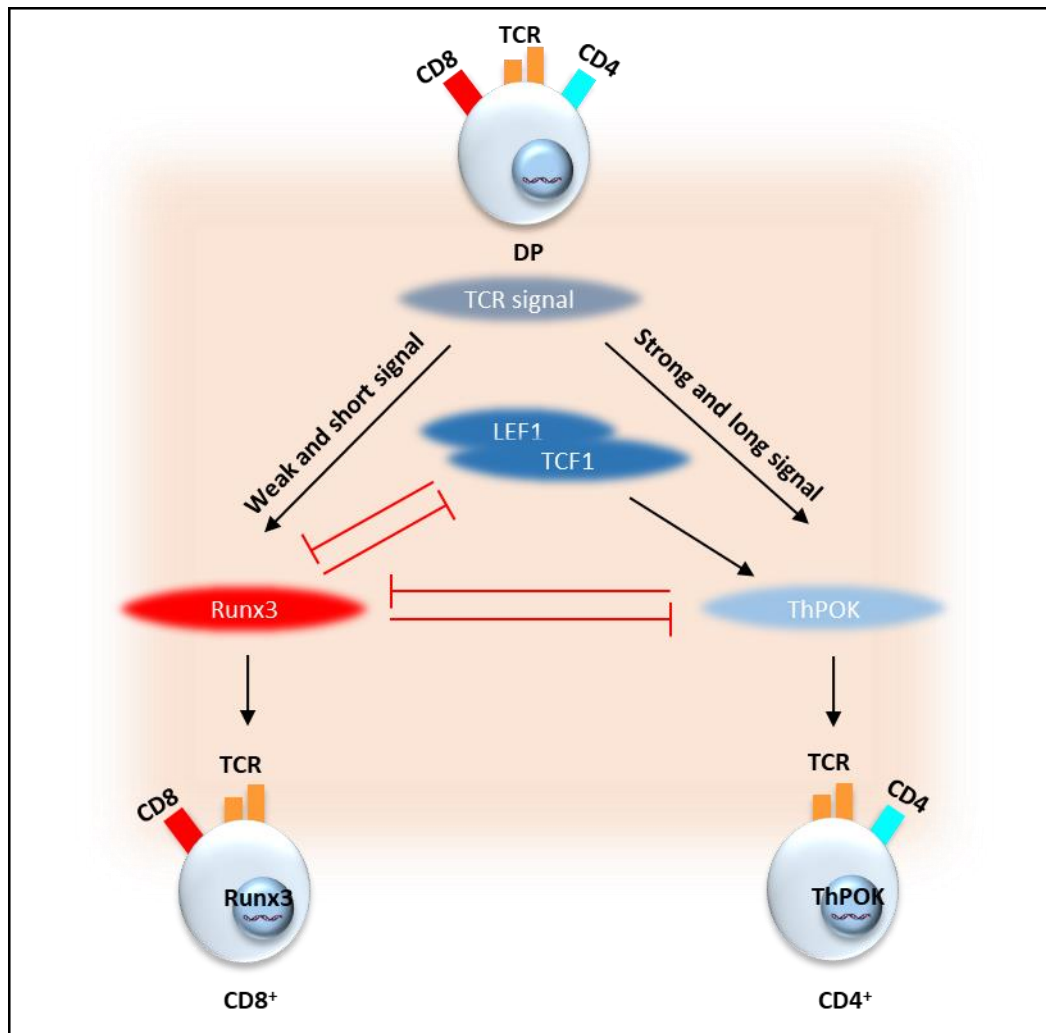 TCR
CD8
CD4
DP
TCR signal
Weak and short signal
Strong and long signal
LEF1
TCF1
Runx3
ThPOK
TCR
CD8
Runx3
CD8⁺
TCR
CD4
ThPOK
CD4⁺